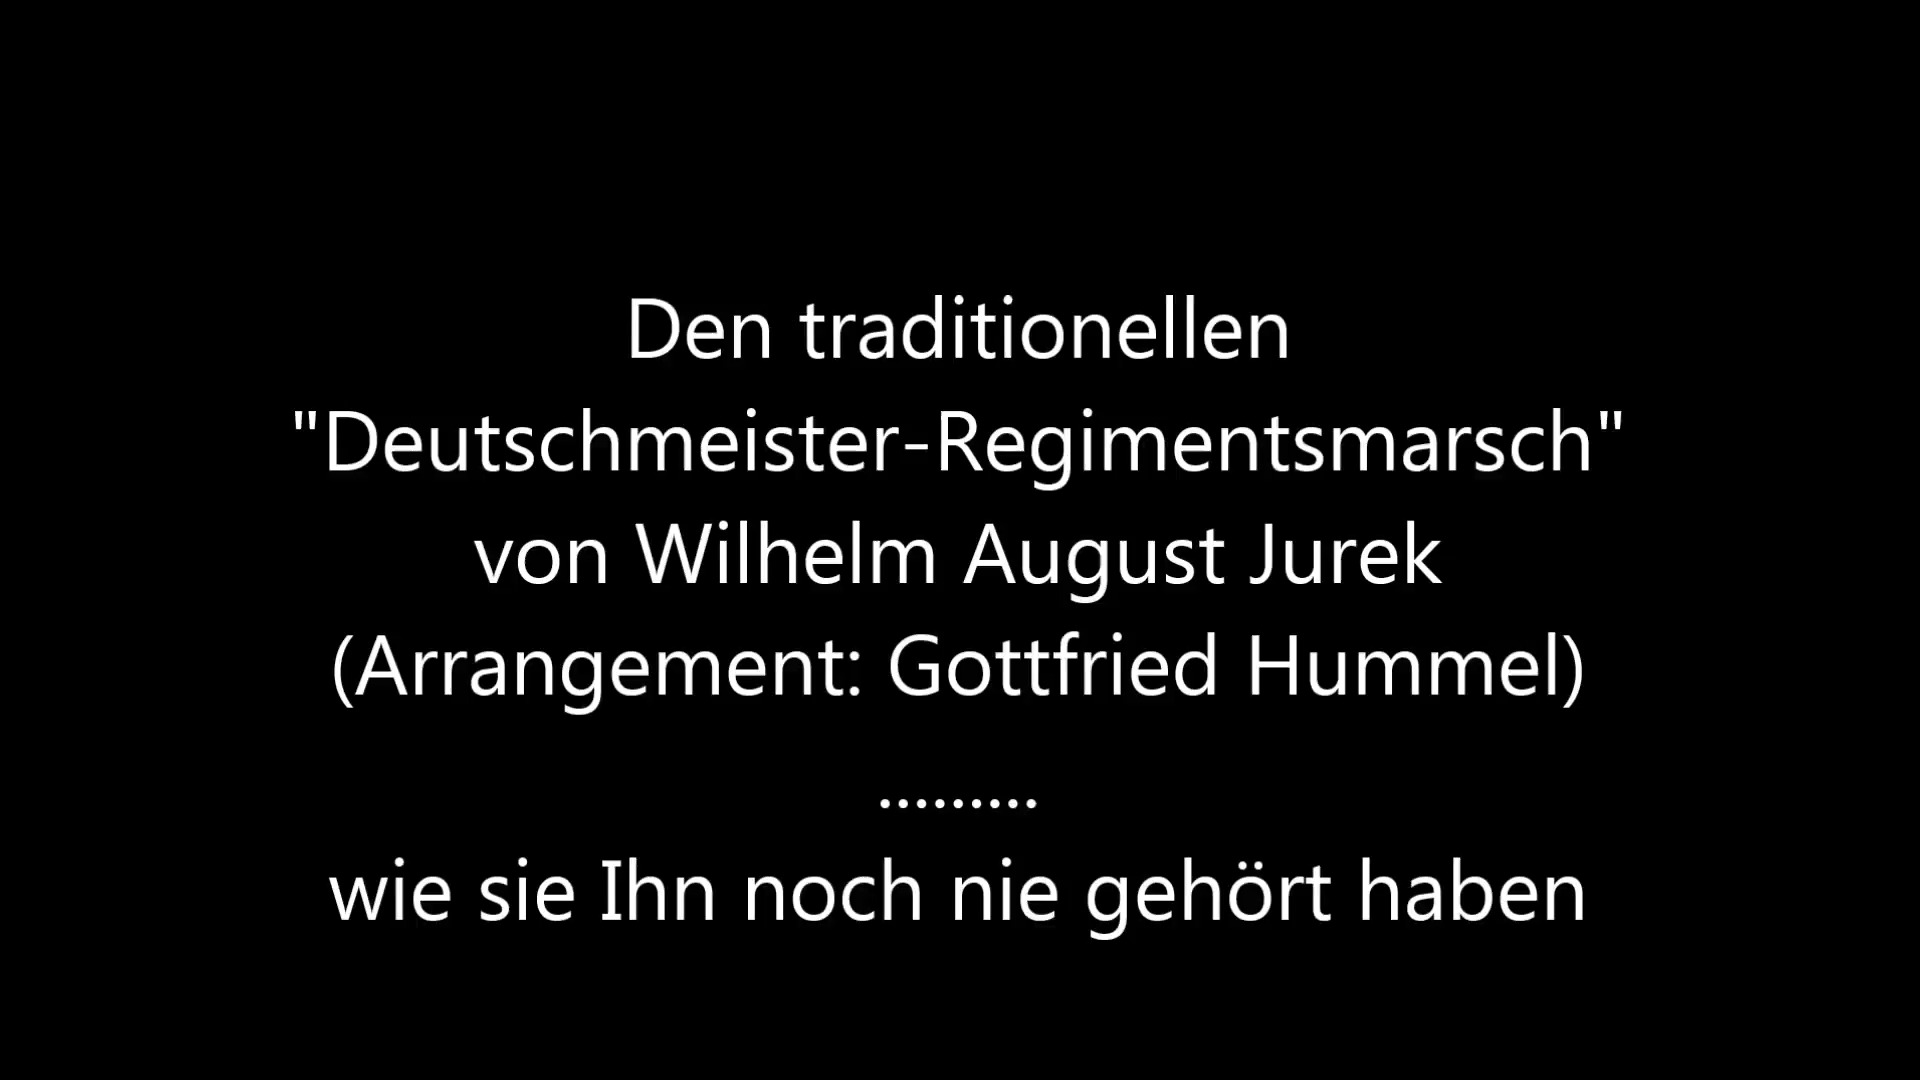 Den traditionellen
"Deutschmeister-Regimentsmarsch"
von Wilhelm August Jurek
(Arrangement: Gottfried Hummel)
.........
wie sie Ihn noch nie gehört haben